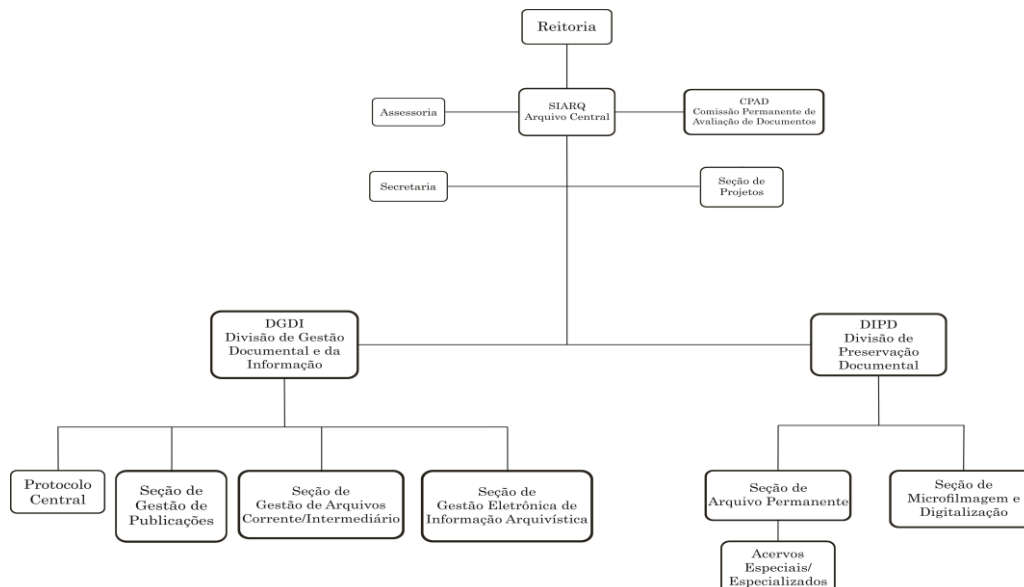 Reitoria
Assessoria
SIARQ
Arquivo Central
CPAD
Comissão Permanente de
Avaliação de Documentos
Secretaria
Seção de
Projetos
DGDI
Divisão de Gestão
Documental e da
Informação
DIPD
Divisão de
Preservação
Documental
Protocolo
Central
Seção de
Gestão de
Publicações
Seção de
Gestão de Arquivos
Corrente/Intermediário
Seção de
Gestão Eletrônica de
Informação Arquivística
Seção de
Arquivo Permanente
Seção de
Microfilmagem e
Digitalização
Acervos
Especiais/
Especializados